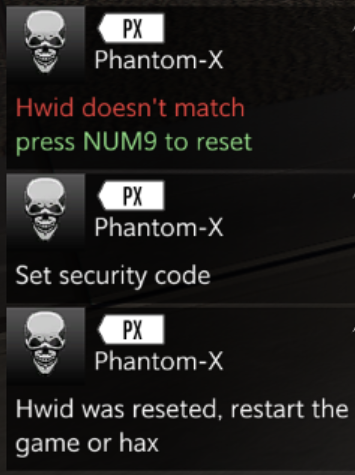 PX
Phantom-X
Hwid doesn't match
press NUM9 to reset
PX
Phantom-X
Set security code
PX
Phantom-X
Hwid was reseted, restart the
game or hax